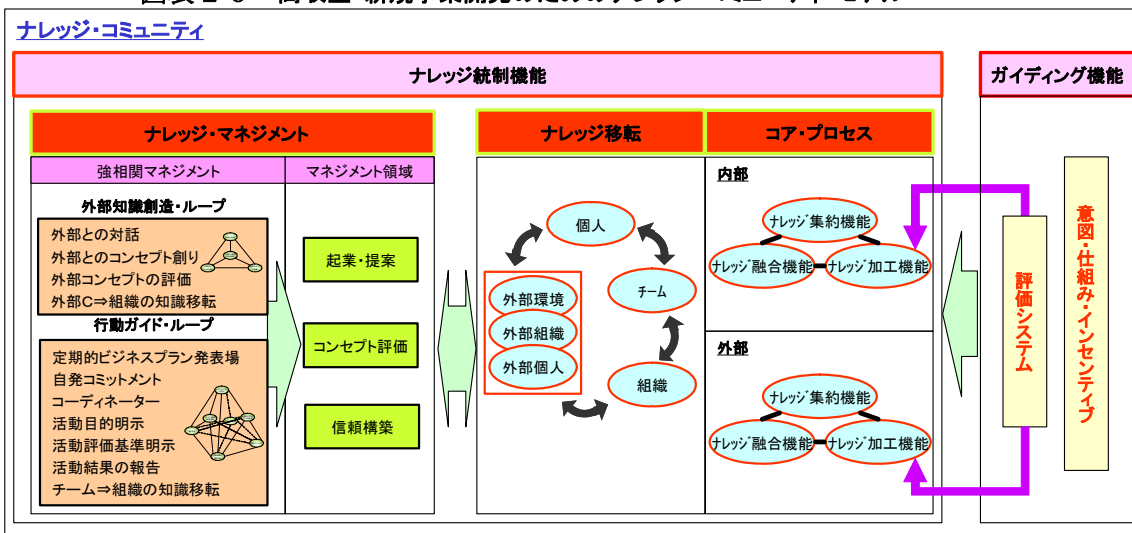 ナレッジ・コミュニティ
ナレッジ統制機能
ガイディング機能
ナレッジ・マネジメント
ナレッジ移転
コア・プロセス
強相関マネジメント
マネジメント領域
外部知識創造・ループ
外部との対話
外部とのコンセプト創り
外部コンセプトの評価
外部C⇒組織の知識移転
行動ガイド・ループ
定期的ビジネスプラン発表場
自発コミットメント
コーディネーター
活動目的明示
活動評価基準明示
活動結果の報告
チーム⇒組織の知識移転
起業・提案
コンセプト評価
信頼構築
個人
チーム
組織
外部環境
外部組織
外部個人
内部
ナレッジ集約機能
ナレッジ融合機能
ナレッジ加工機能
外部
ナレッジ集約機能
ナレッジ融合機能
ナレッジ加工機能
評価システム
意図・仕組み・インセンティブ